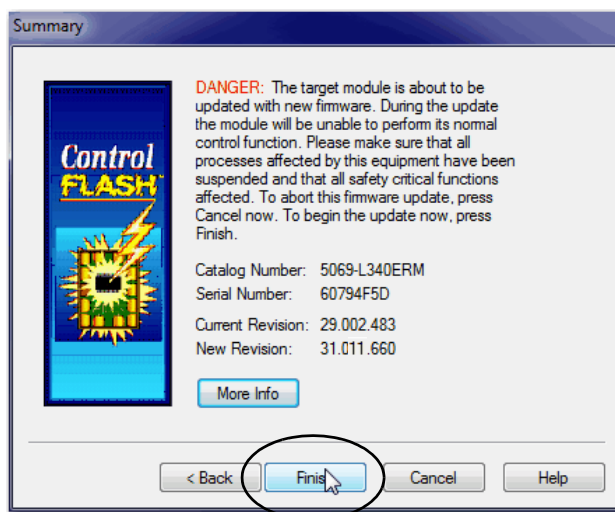 Summary
Control
FLASH
DANGER: The target module is about to be
updated with new firmware. During the update
the module will be unable to perform its normal
control function. Please make sure that all
processes affected by this equipment have been
suspended and that all safety critical functions
affected. To abort this firmware update, press
Cancel now. To begin the update now, press
Finish.
Catalog Number: 5069-L340ERM
Serial Number: 60794F5D
Current Revision: 29.002.483
New Revision: 31.011.660
More Info
< Back Finish Cancel Help